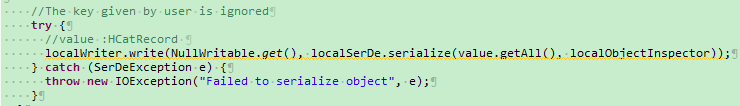 //The key given by user is ignored
try {
//value :HCatRecord
localWriter.write(NullWritable.get(), localSerDe.serialize(value.getAll(), localObjectInspector));
} catch (SerDeException e) {
throw new IOException("Failed to serialize object", e);
}